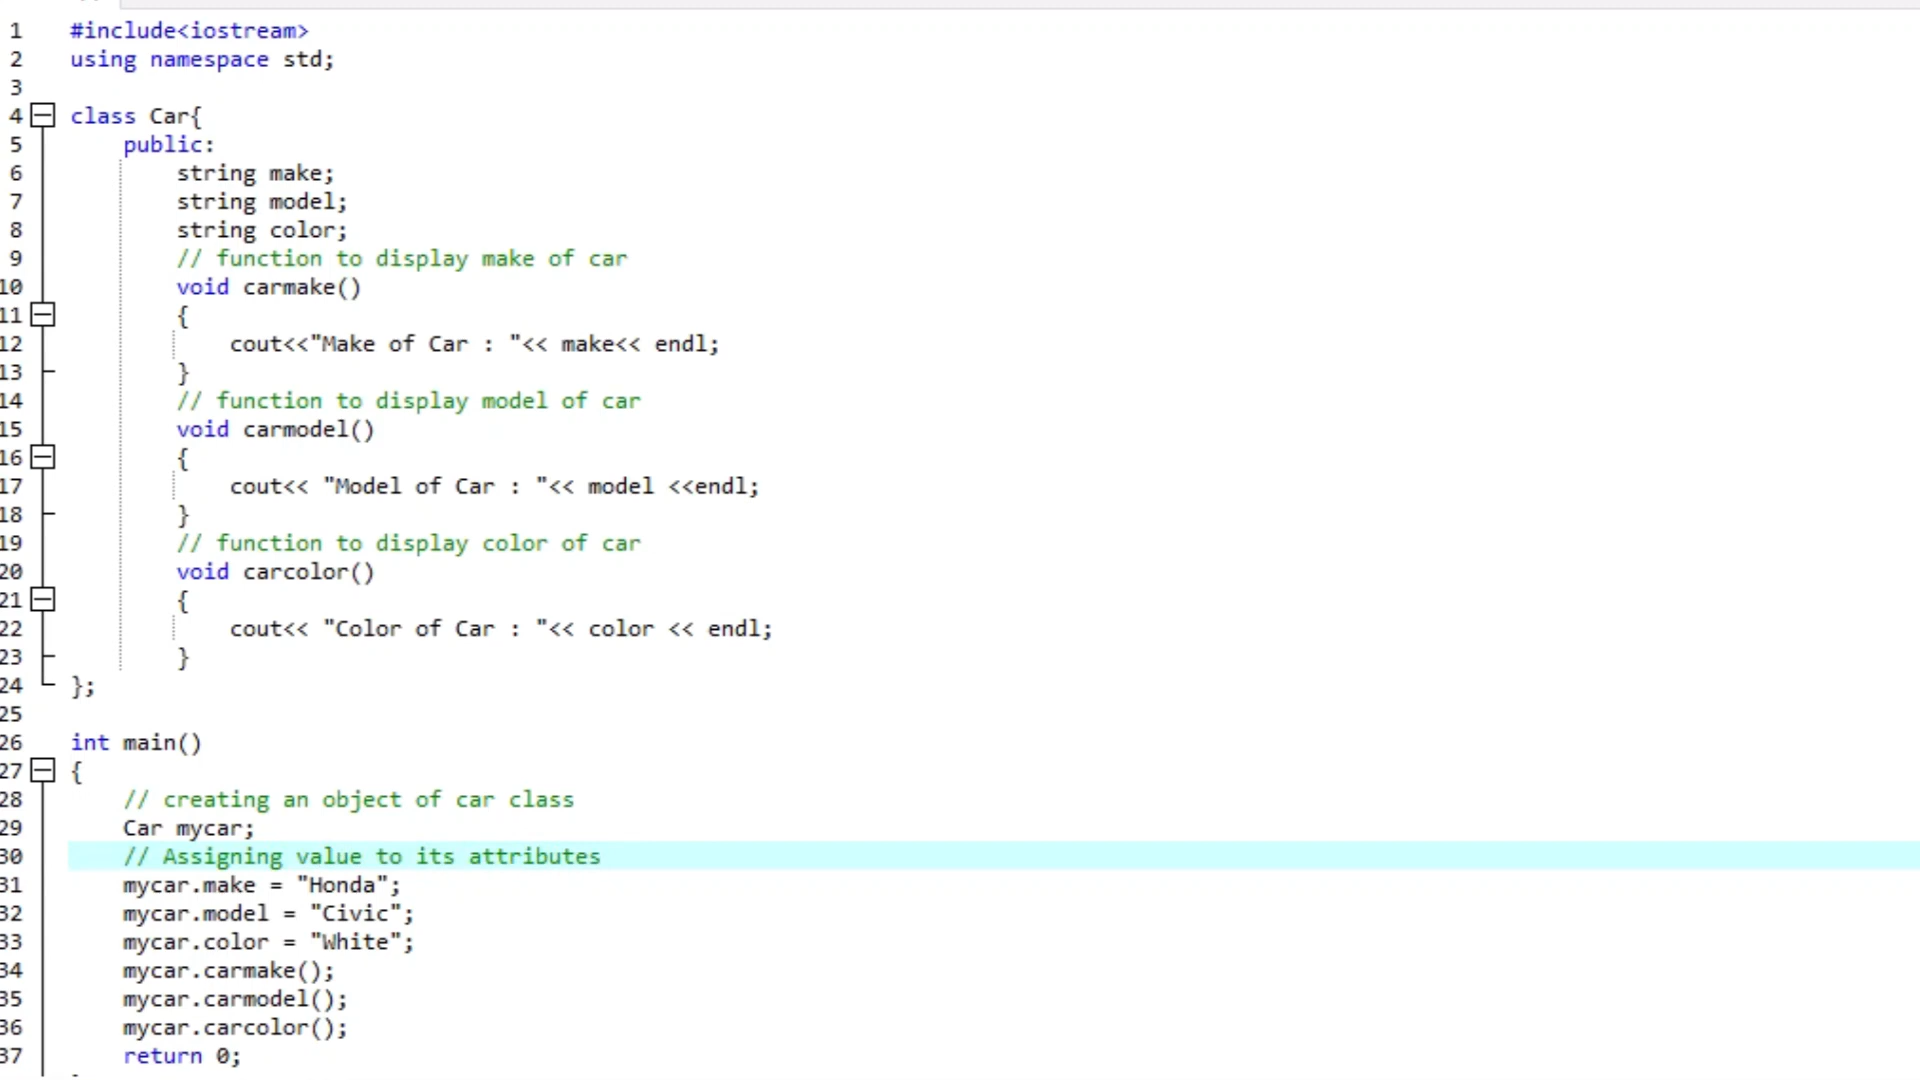 1 #include<iostream>
2 using namespace std;
3
4 class Car{
5     public:
6         string make;
7         string model;
8         string color;
9         // function to display make of car
10         void carmake()
11         {
12             cout<<"Make of Car : "<< make<< endl;
13         }
14         // function to display model of car
15         void carmodel()
16         {
17             cout<< "Model of Car : "<< model <<endl;
18         }
19         // function to display color of car
20         void carcolor()
21         {
22             cout<< "Color of Car : "<< color << endl;
23         }
24 };
25
26 int main()
27 {
28     // creating an object of car class
29     Car mycar;
30     // Assigning value to its attributes
31     mycar.make = "Honda";
32     mycar.model = "Civic";
33     mycar.color = "White";
34     mycar.carmake();
35     mycar.carmodel();
36     mycar.carcolor();
37     return 0;